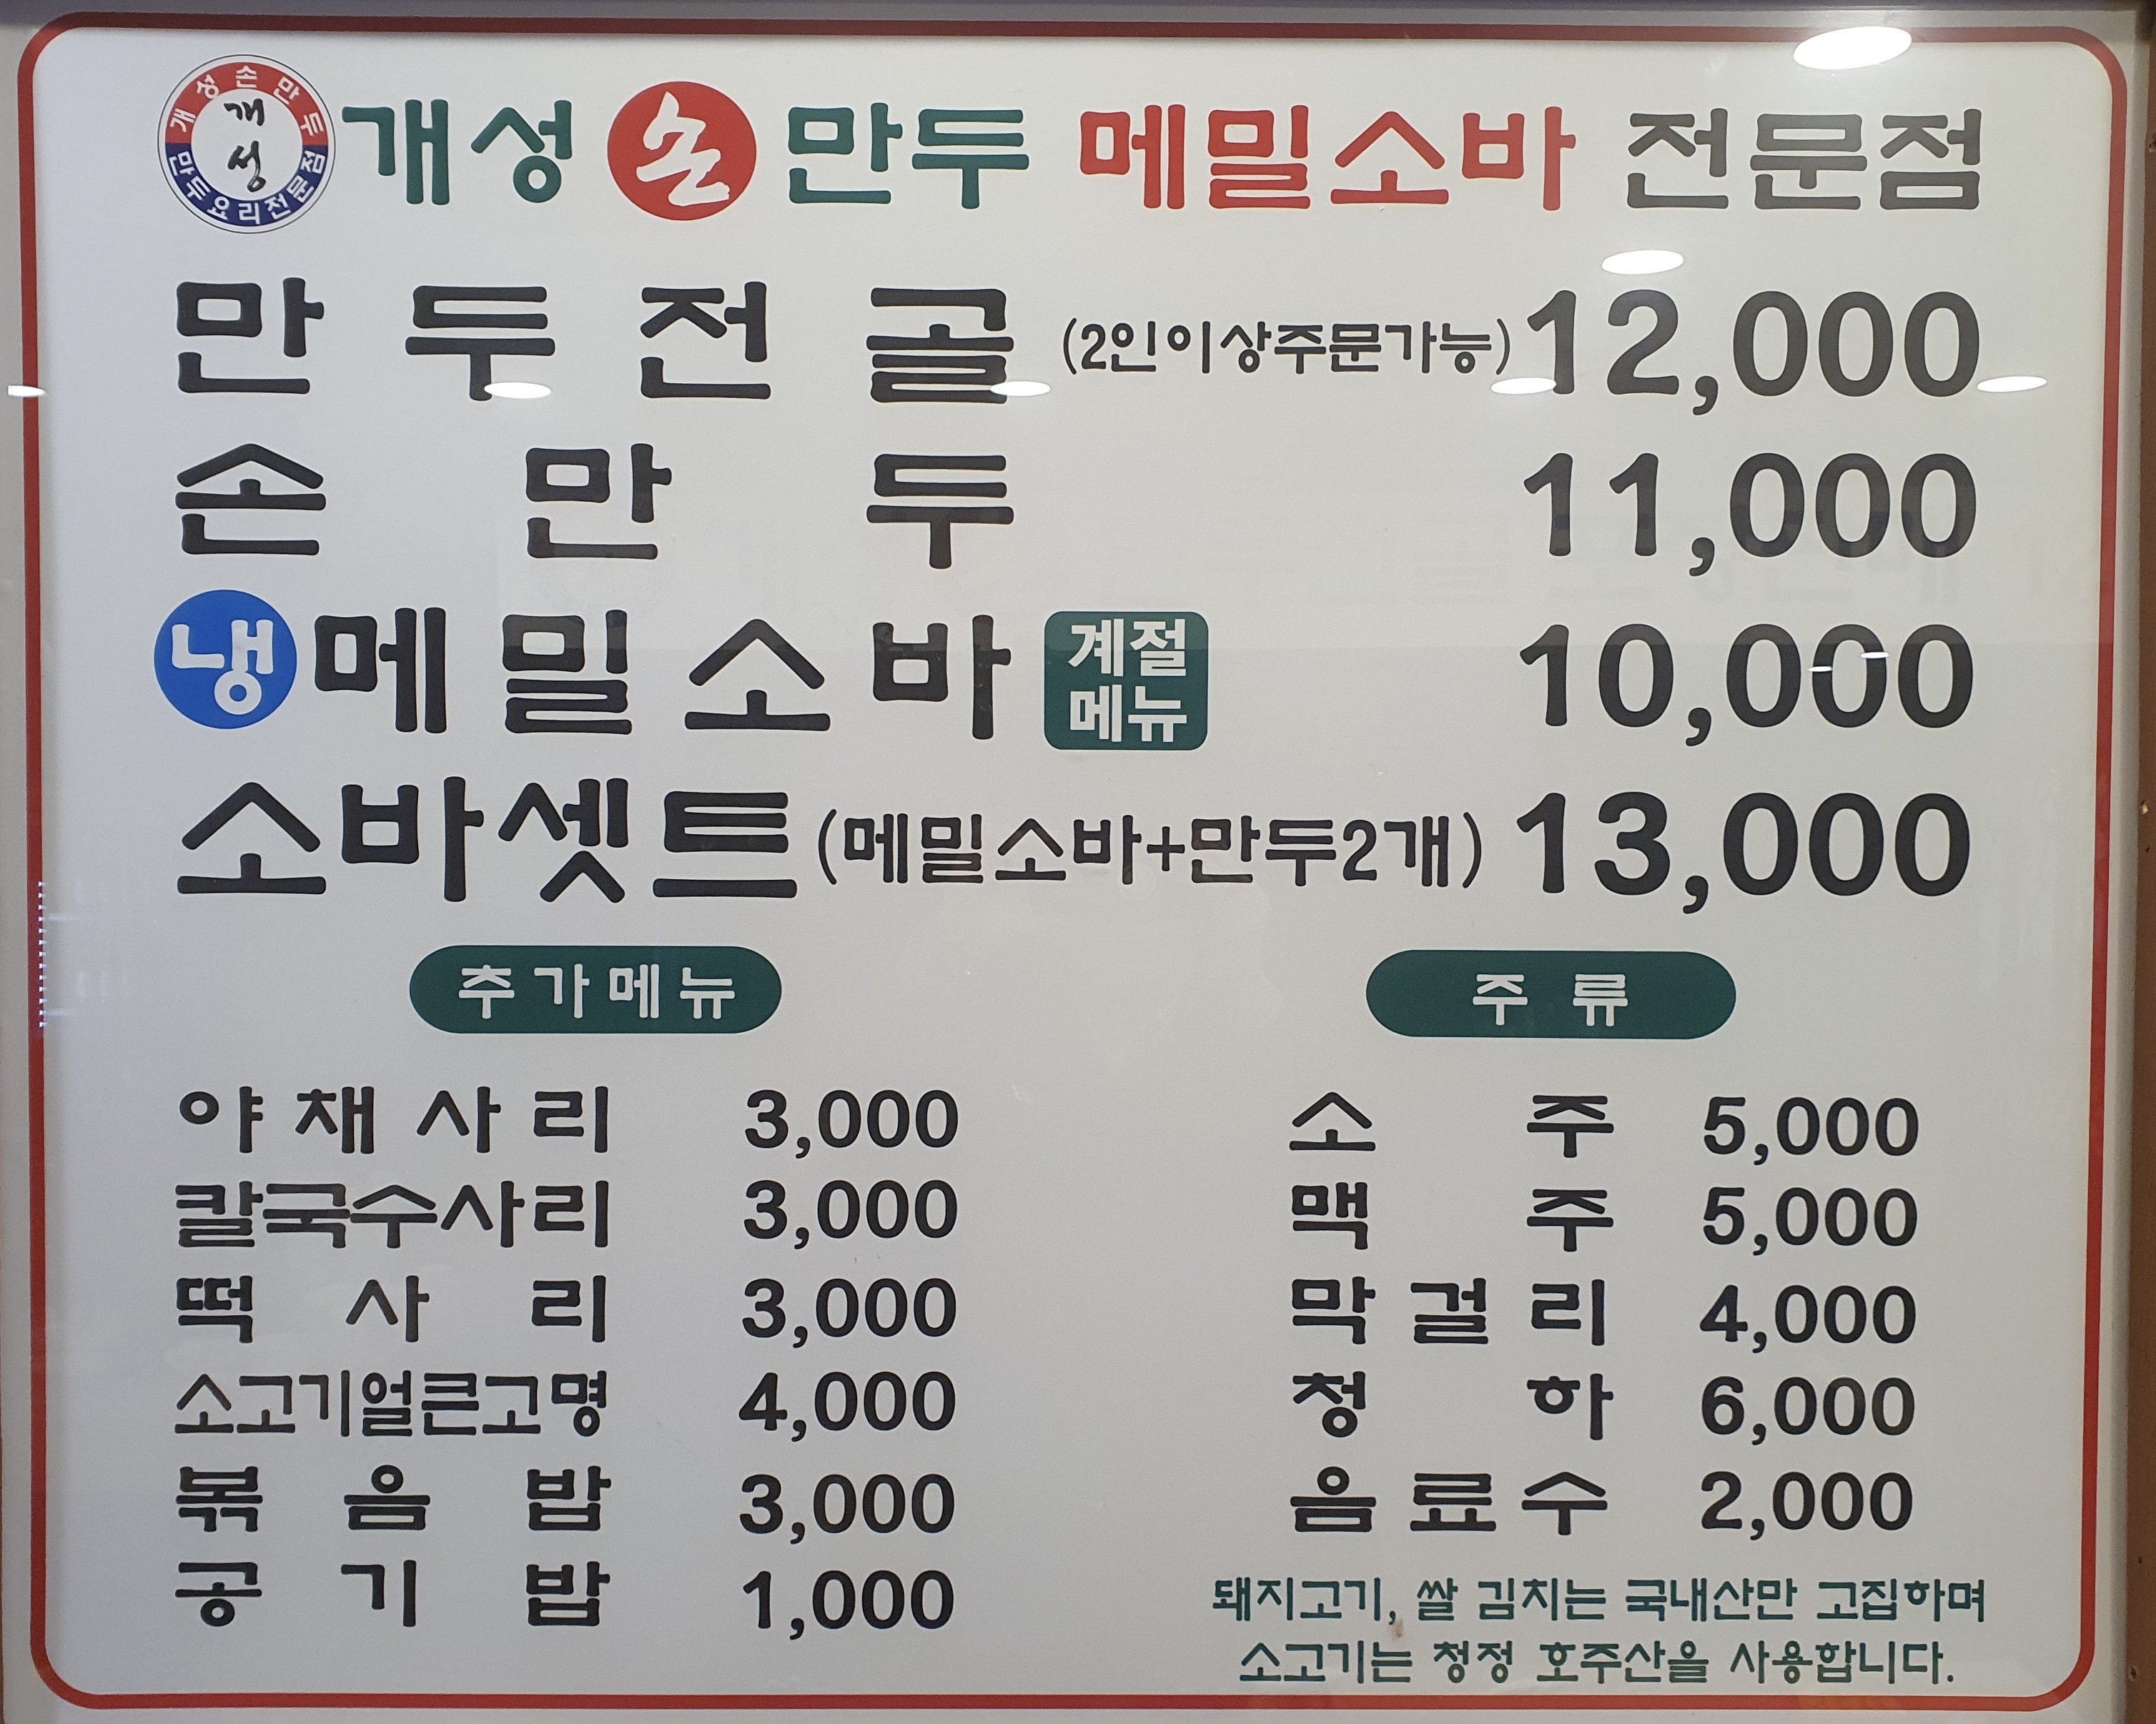 개성손만두
개성
만두요리전문점
개성 손 만두 메밀소바 전문점
만두전골 (2인이상주문가능) 12,000
손만두 11,000
냉메밀소바 계절메뉴 10,000
소바셋트 (메밀소바+만두2개) 13,000
추가메뉴
야채사리 3,000
칼국수사리 3,000
떡사리 3,000
소고기얼큰고명 4,000
볶음밥 3,000
공기밥 1,000
주류
소주 5,000
맥주 5,000
막걸리 4,000
청하 6,000
음료수 2,000
돼지고기, 쌀 김치는 국내산만 고집하며
소고기는 청정 호주산을 사용합니다.